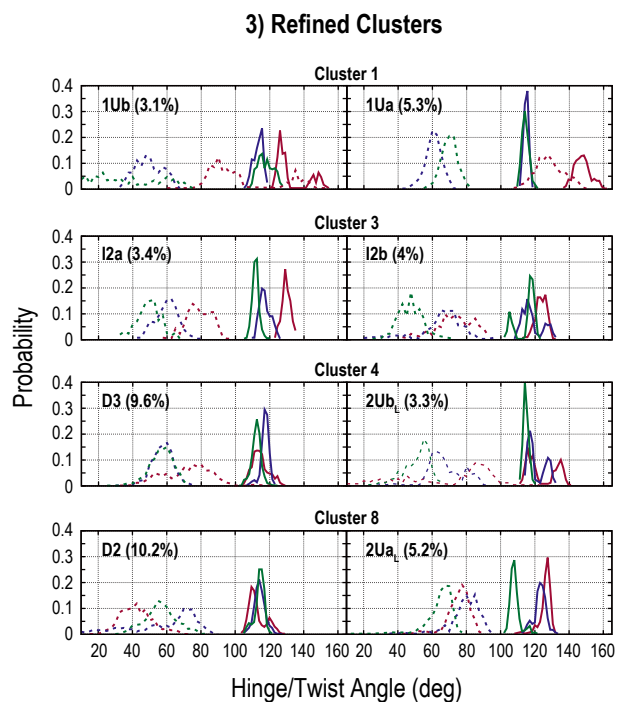 3) Refined Clusters
Cluster 1
0.4
0.3
0.2
0.1
0
1Ub (3.1%)
1Ua (5.3%)
Cluster 3
0.4
0.3
0.2
0.1
0
I2a (3.4%)
I2b (4%)
Cluster 4
0.4
0.3
0.2
0.1
0
D3 (9.6%)
2Ub_L (3.3%)
Cluster 8
0.4
0.3
0.2
0.1
0
D2 (10.2%)
2Ua_L (5.2%)
20 40 60 80 100 120 140 20 40 60 80 100 120 140 160
Probability
Hinge/Twist Angle (deg)